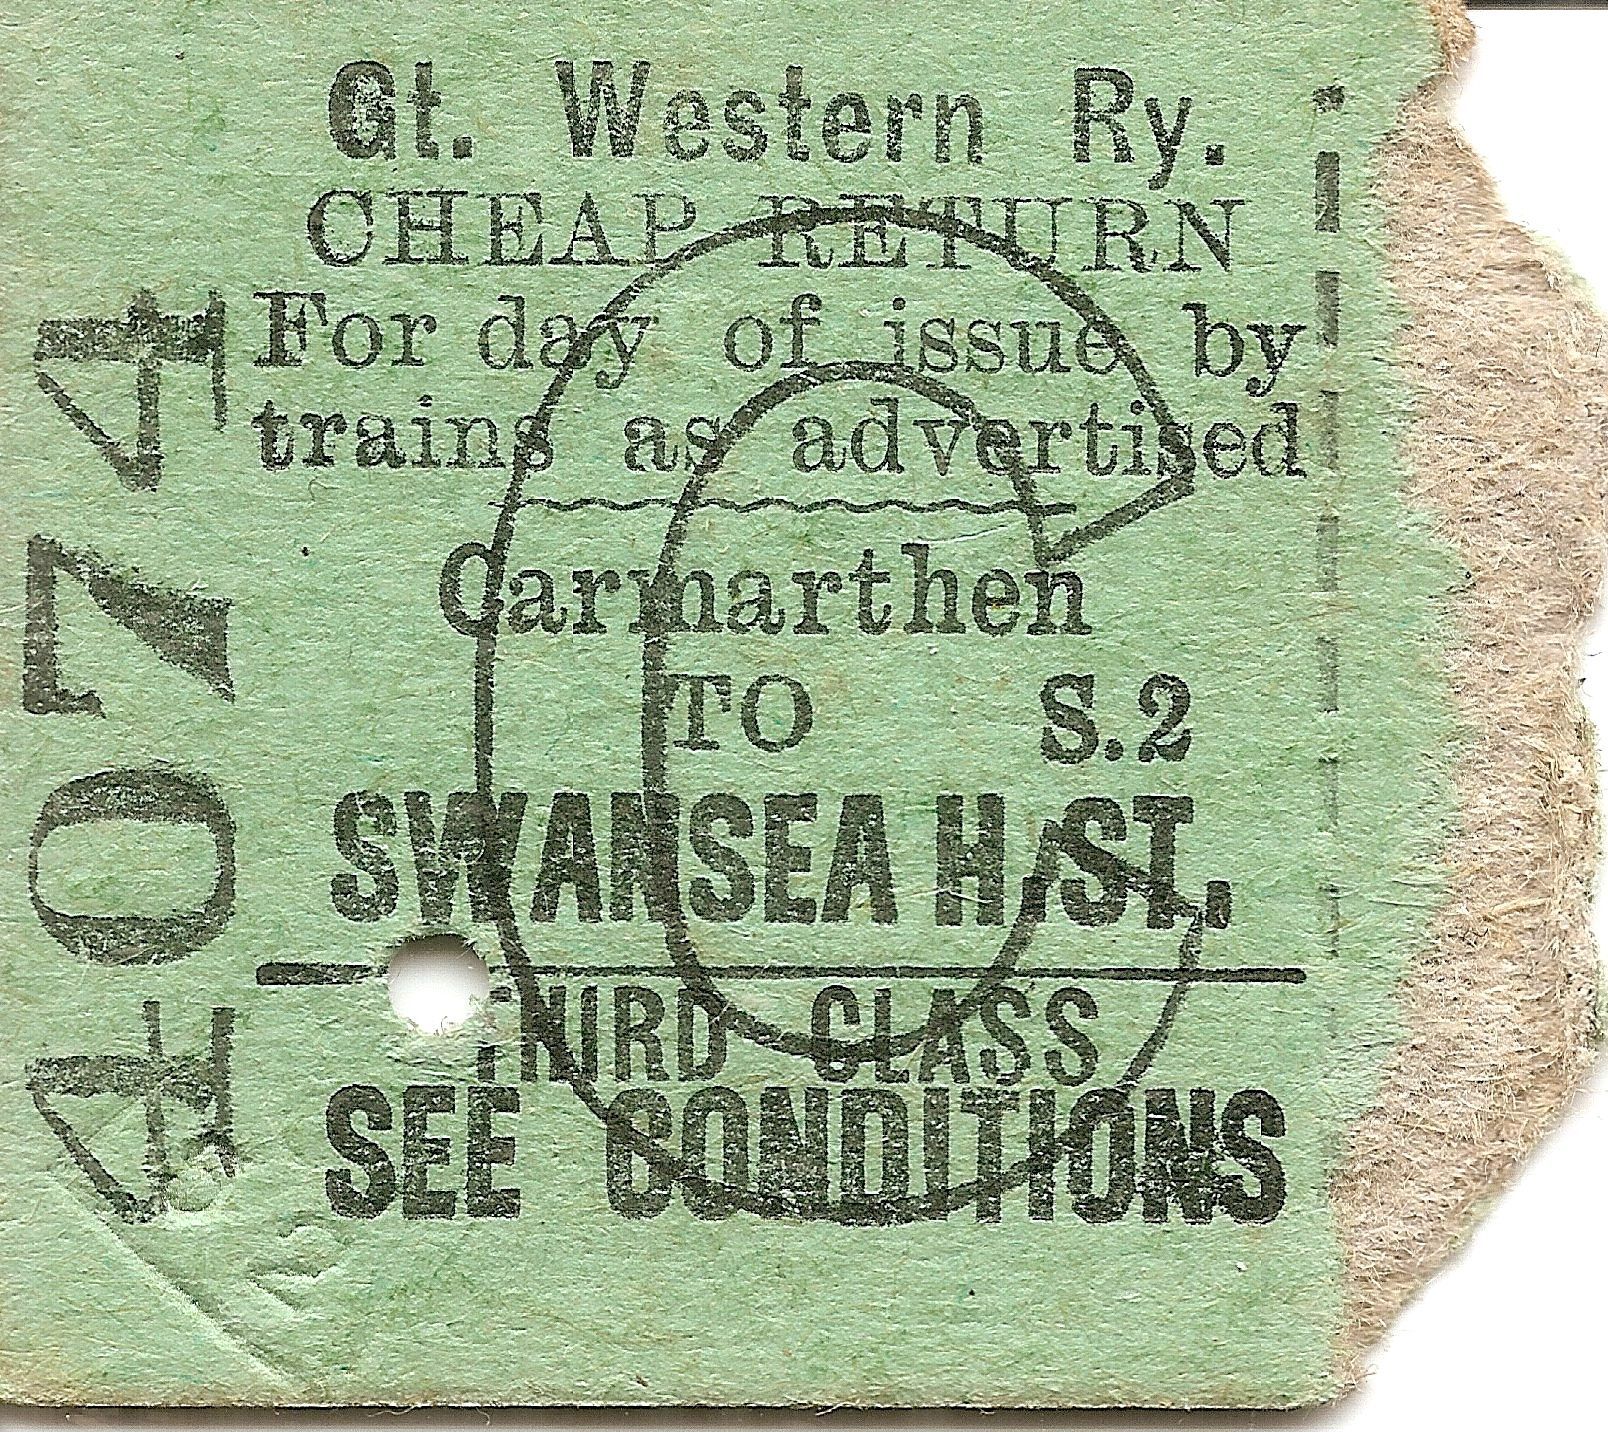 Gt. Western Ry.
CHEAP RETURN
For day of issue by
trains as advertised
Carmarthen
TO S.2
SWANSEA H.ST.
THIRD CLASS
SEE CONDITIONS
C
4074